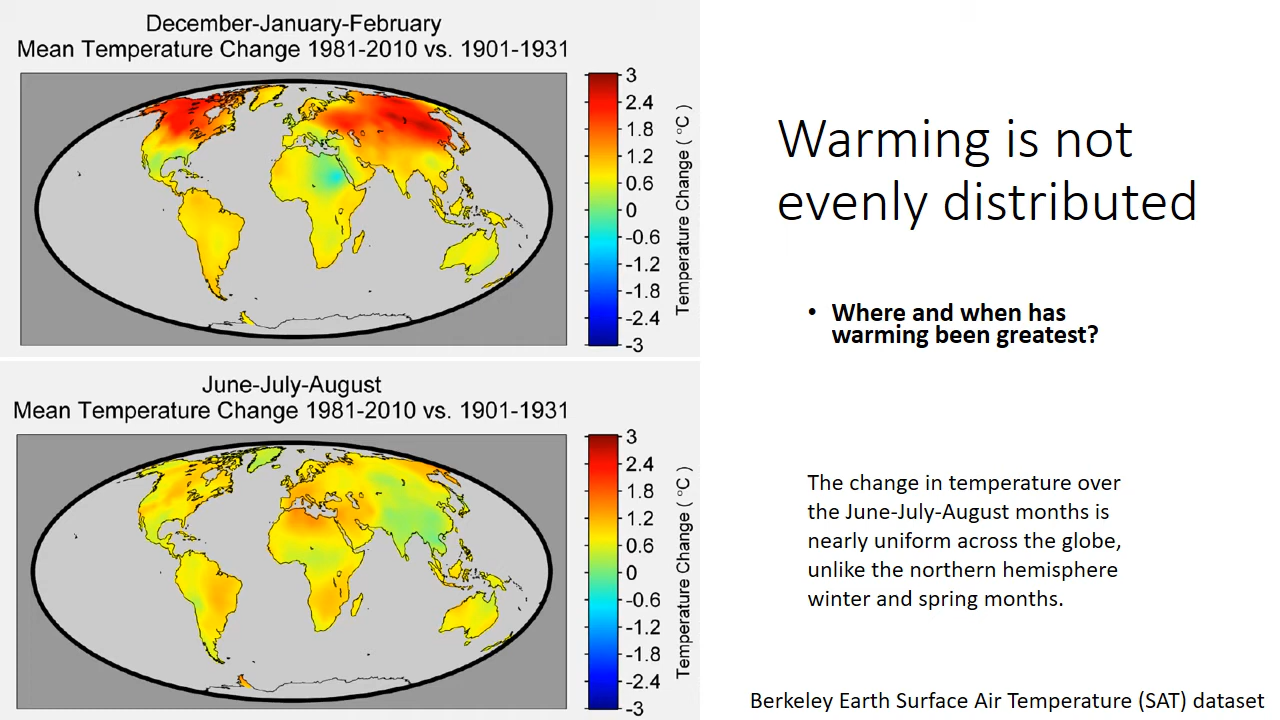 December-January-February
Mean Temperature Change 1981-2010 vs. 1901-1931
3
2.4
1.8
1.2
0.6
0
-0.6
-1.2
-1.8
-2.4
-3
Temperature Change ( °C )
June-July-August
Mean Temperature Change 1981-2010 vs. 1901-1931
3
2.4
1.8
1.2
0.6
0
-0.6
-1.2
-1.8
-2.4
-3
Temperature Change ( °C )
Warming is not
evenly distributed
• Where and when has
warming been greatest?
The change in temperature over
the June-July-August months is
nearly uniform across the globe,
unlike the northern hemisphere
winter and spring months.
Berkeley Earth Surface Air Temperature (SAT) dataset